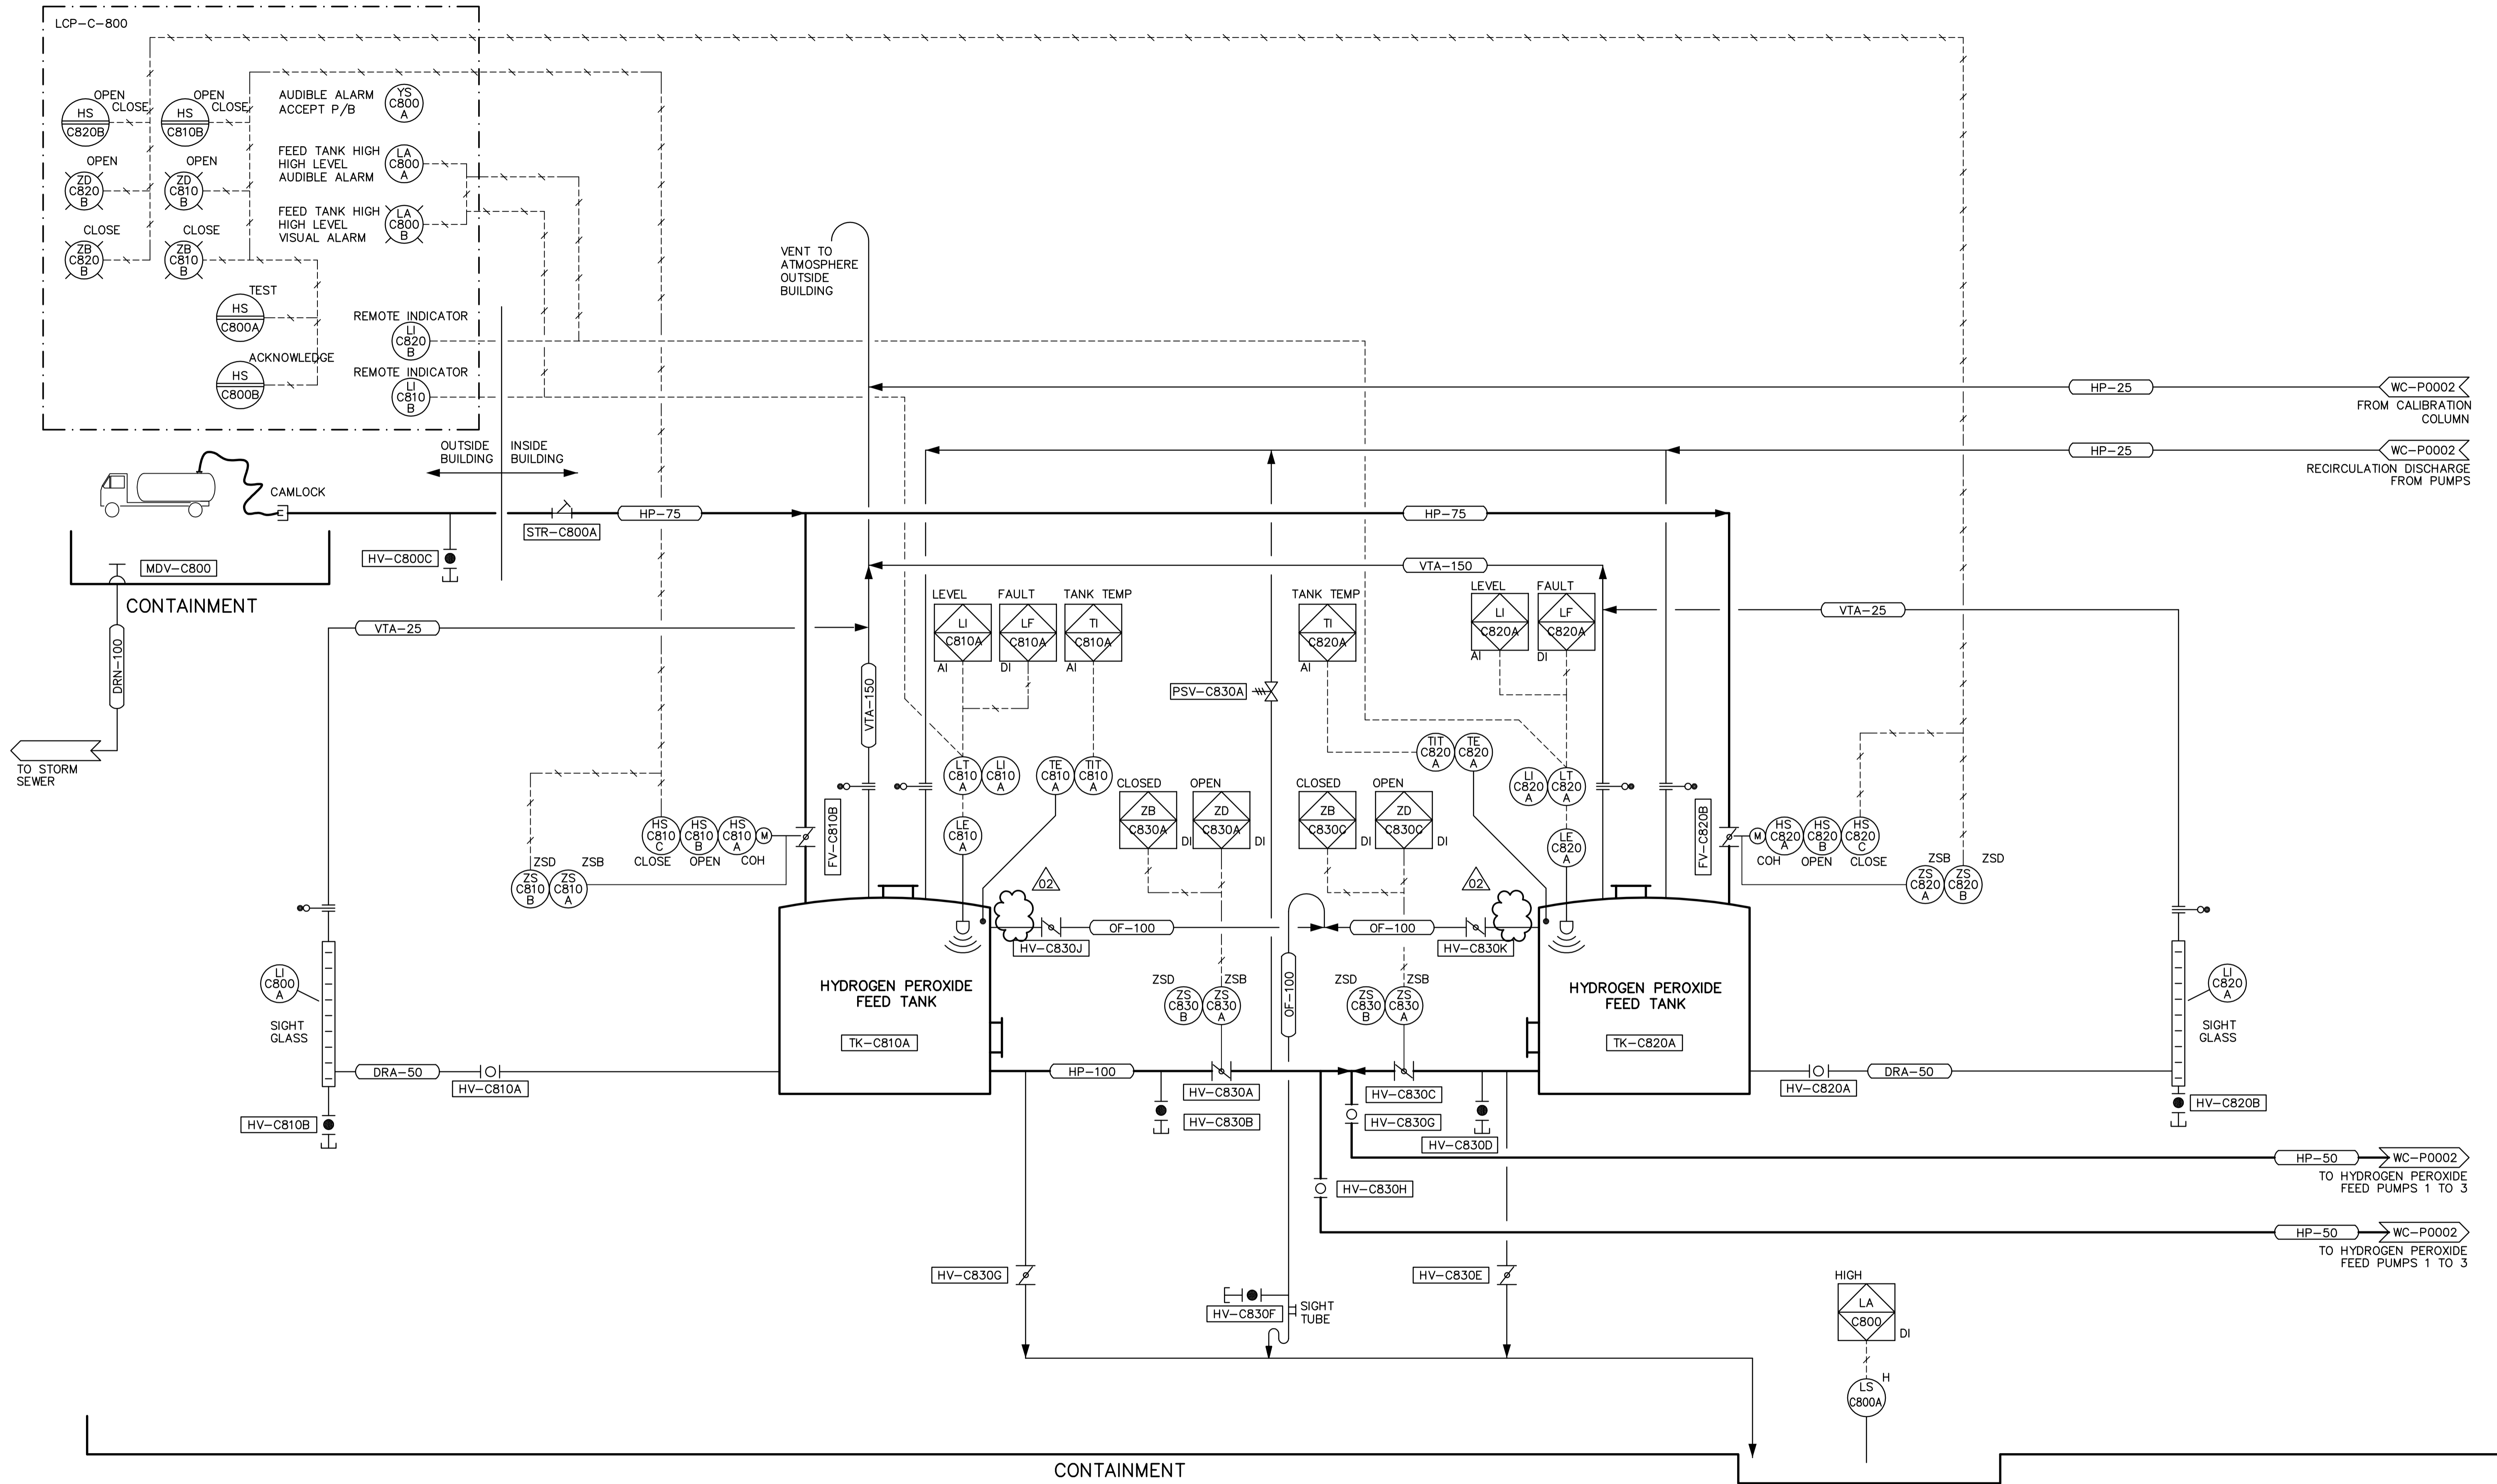 LCP-C-800
OPEN
CLOSE
HS
C820B
OPEN
CLOSE
HS
C810B
AUDIBLE ALARM
ACCEPT P/B
YS
C800
A
OPEN
ZD
C820
B
OPEN
ZD
C810
B
FEED TANK HIGH
HIGH LEVEL
AUDIBLE ALARM
LA
C800
A
CLOSE
ZB
C820
B
CLOSE
ZB
C810
B
FEED TANK HIGH
HIGH LEVEL
VISUAL ALARM
LA
C800
B
TEST
HS
C800A
ACKNOWLEDGE
HS
C800B
REMOTE INDICATOR
LI
C820
B
REMOTE INDICATOR
LI
C810
B
VENT TO
ATMOSPHERE
OUTSIDE
BUILDING
HP-25
WC-P0002
FROM CALIBRATION
COLUMN
HP-25
WC-P0002
RECIRCULATION DISCHARGE
FROM PUMPS
OUTSIDE
BUILDING
INSIDE
BUILDING
CAMLOCK
HP-75
STR-C800A
HP-75
HV-C800C
MDV-C800
CONTAINMENT
DRN-100
TO STORM
SEWER
VTA-25
VTA-150
VTA-150
VTA-25
LEVEL
LI
C810A
AI
FAULT
LF
C810A
DI
TANK TEMP
TI
C810A
AI
TANK TEMP
TI
C820A
AI
LEVEL
LI
C820A
AI
FAULT
LF
C820A
DI
PSV-C830A
LT
C810
A
LI
C810
A
TE
C810
A
TIT
C810
A
TIT
C820
A
TE
C820
A
LI
C820
A
LT
C820
A
LE
C810
A
LE
C820
A
CLOSED
ZB
C830A
DI
OPEN
ZD
C830A
DI
CLOSED
ZB
C830C
DI
OPEN
ZD
C830C
DI
HS
C810
C
HS
C810
B
HS
C810
A
M
CLOSE
OPEN
COH
FV-C810B
ZSD
ZSB
ZS
C810
B
ZS
C810
A
FV-C820B
M
HS
C820
A
HS
C820
B
HS
C820
C
COH
OPEN
CLOSE
ZSB
ZSD
ZS
C820
A
ZS
C820
B
02
02
OF-100
HV-C830J
OF-100
HV-C830K
OF-100
ZSD
ZSB
ZS
C830
B
ZS
C830
A
ZSD
ZSB
ZS
C830
B
ZS
C830
A
LI
C800
A
SIGHT
GLASS
HYDROGEN PEROXIDE
FEED TANK
TK-C810A
HYDROGEN PEROXIDE
FEED TANK
TK-C820A
LI
C820
A
SIGHT
GLASS
DRA-50
HV-C810A
HV-C810B
HP-100
HV-C830A
HV-C830B
HV-C830C
HV-C830G
HV-C830D
HV-C820A
DRA-50
HV-C820B
HP-50
WC-P0002
TO HYDROGEN PEROXIDE
FEED PUMPS 1 TO 3
HV-C830H
HP-50
WC-P0002
TO HYDROGEN PEROXIDE
FEED PUMPS 1 TO 3
HV-C830G
HV-C830F
SIGHT
TUBE
HV-C830E
HIGH
LA
C800
DI
LS
C800A
H
CONTAINMENT